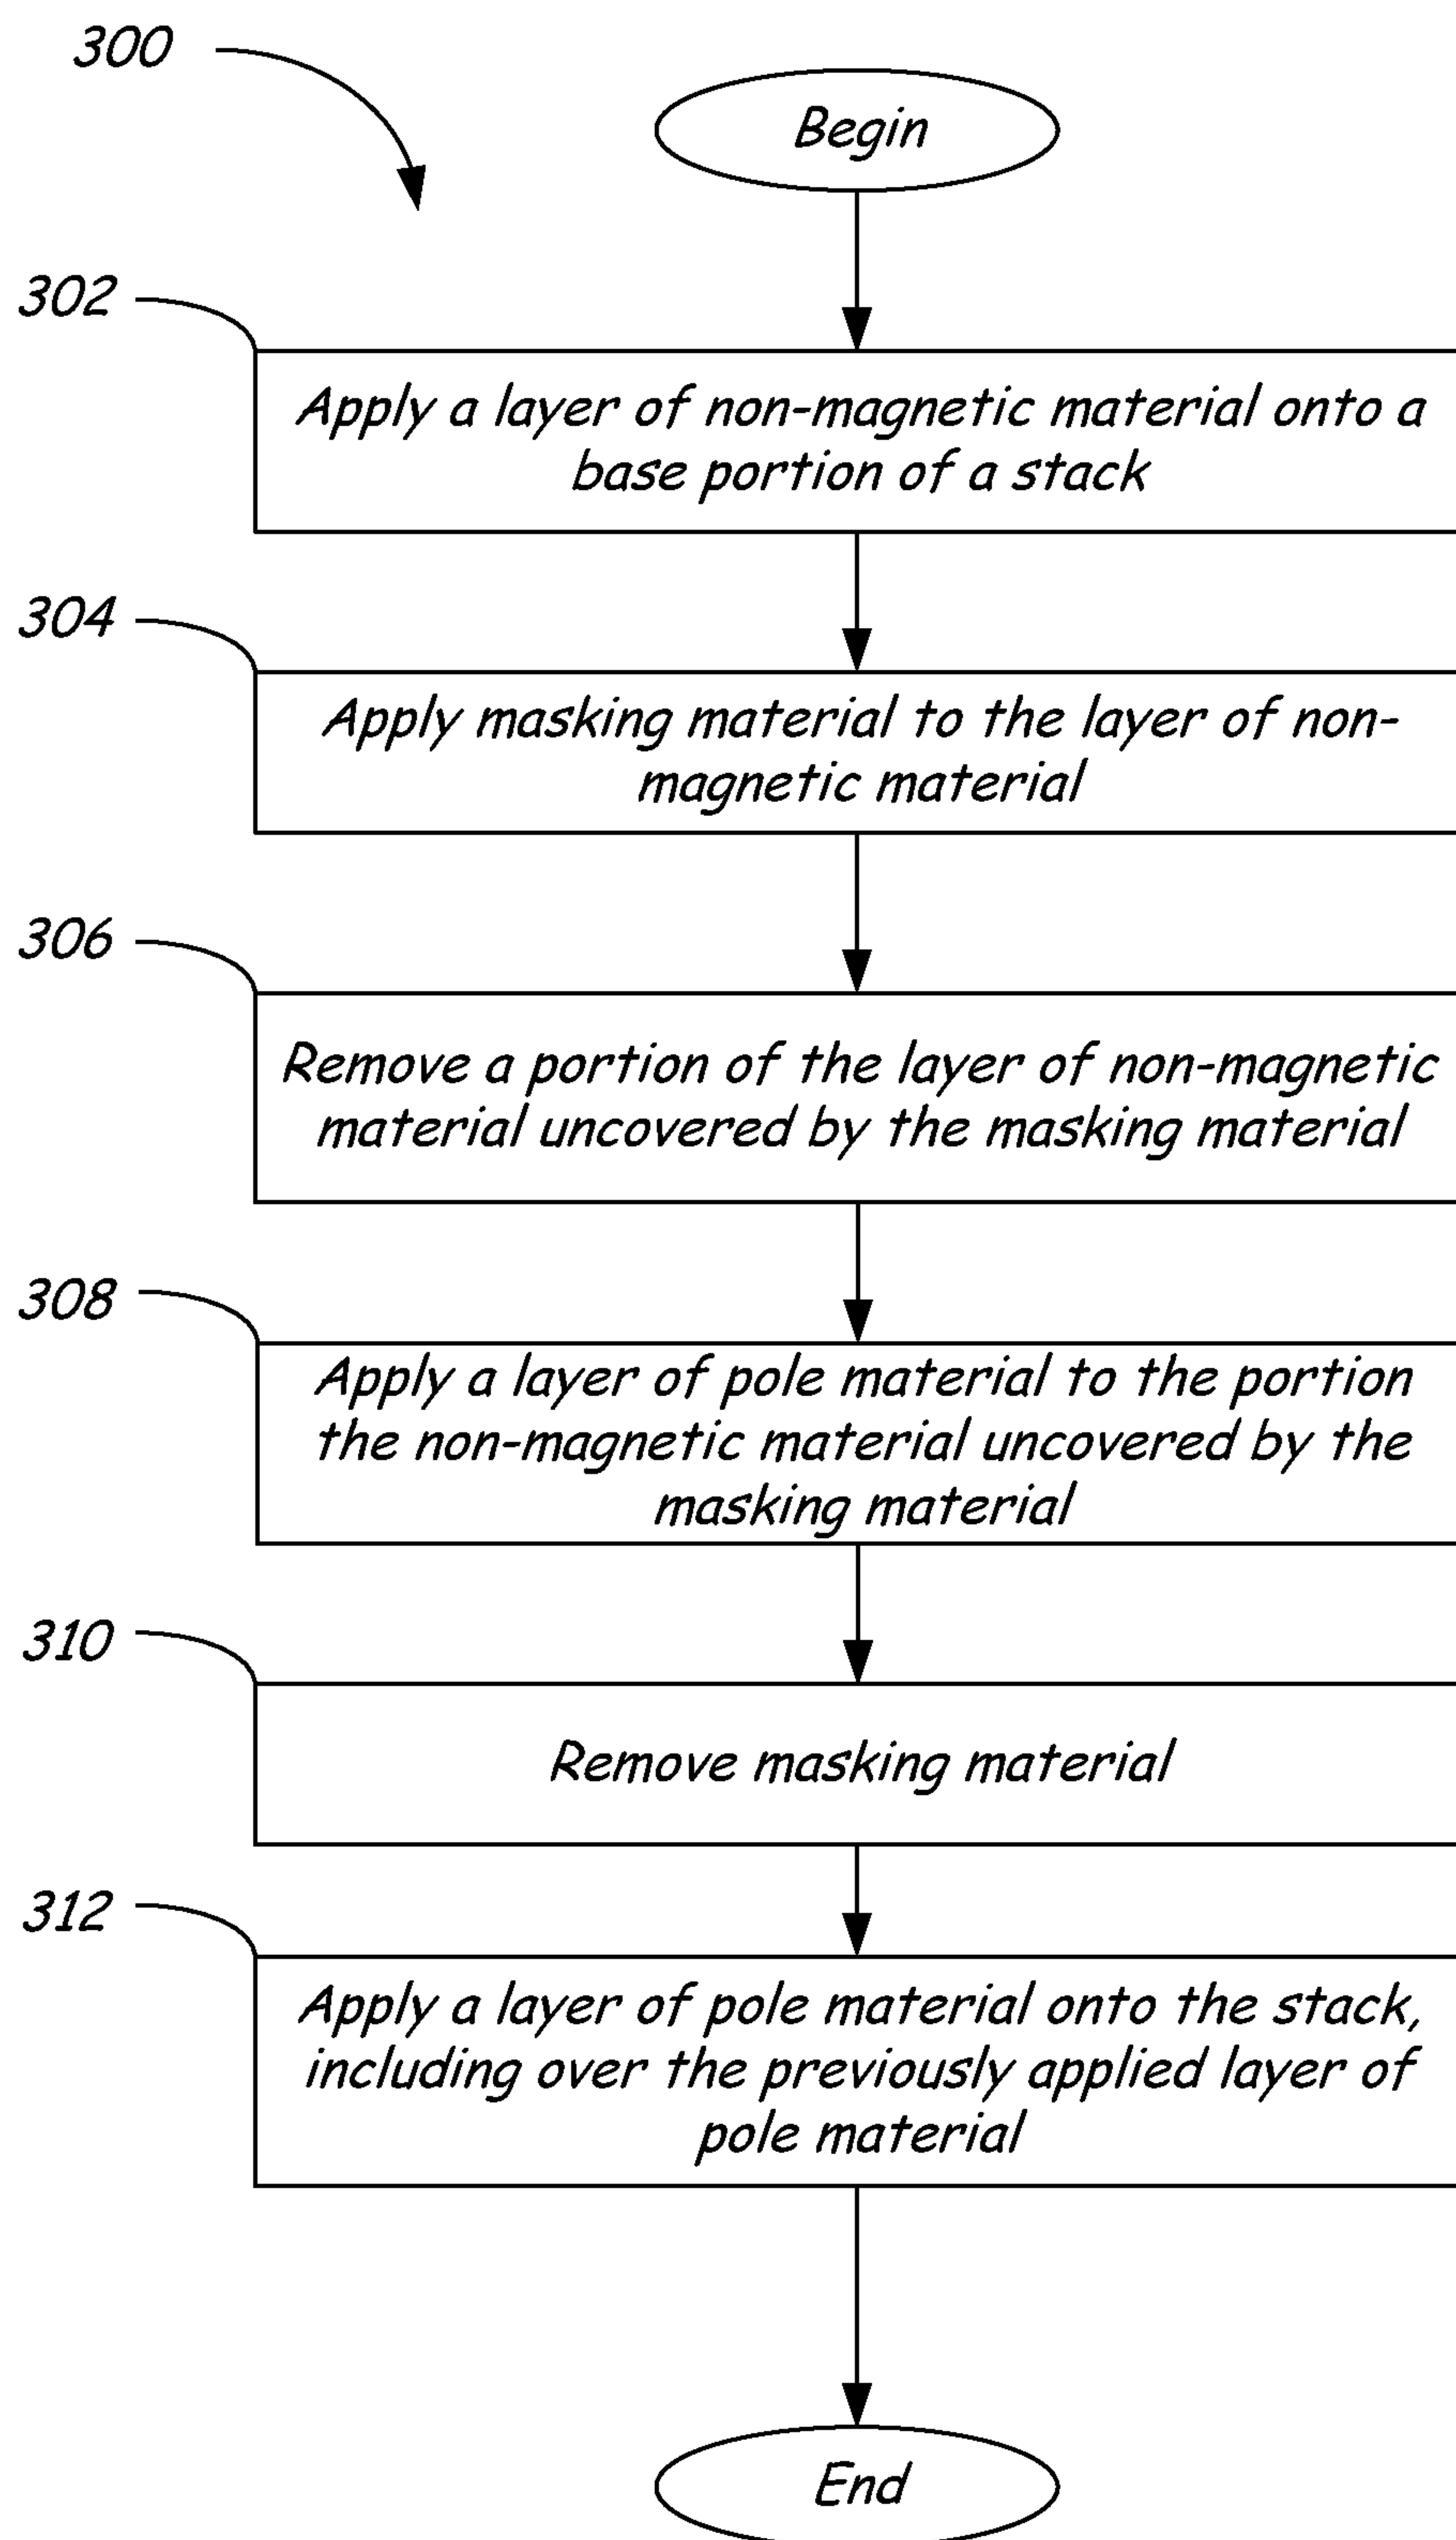 300
Begin
302
Apply a layer of non-magnetic material onto a
base portion of a stack
304
Apply masking material to the layer of non-
magnetic material
306
Remove a portion of the layer of non-magnetic
material uncovered by the masking material
308
Apply a layer of pole material to the portion
the non-magnetic material uncovered by the
masking material
310
Remove masking material
312
Apply a layer of pole material onto the stack,
including over the previously applied layer of
pole material
End